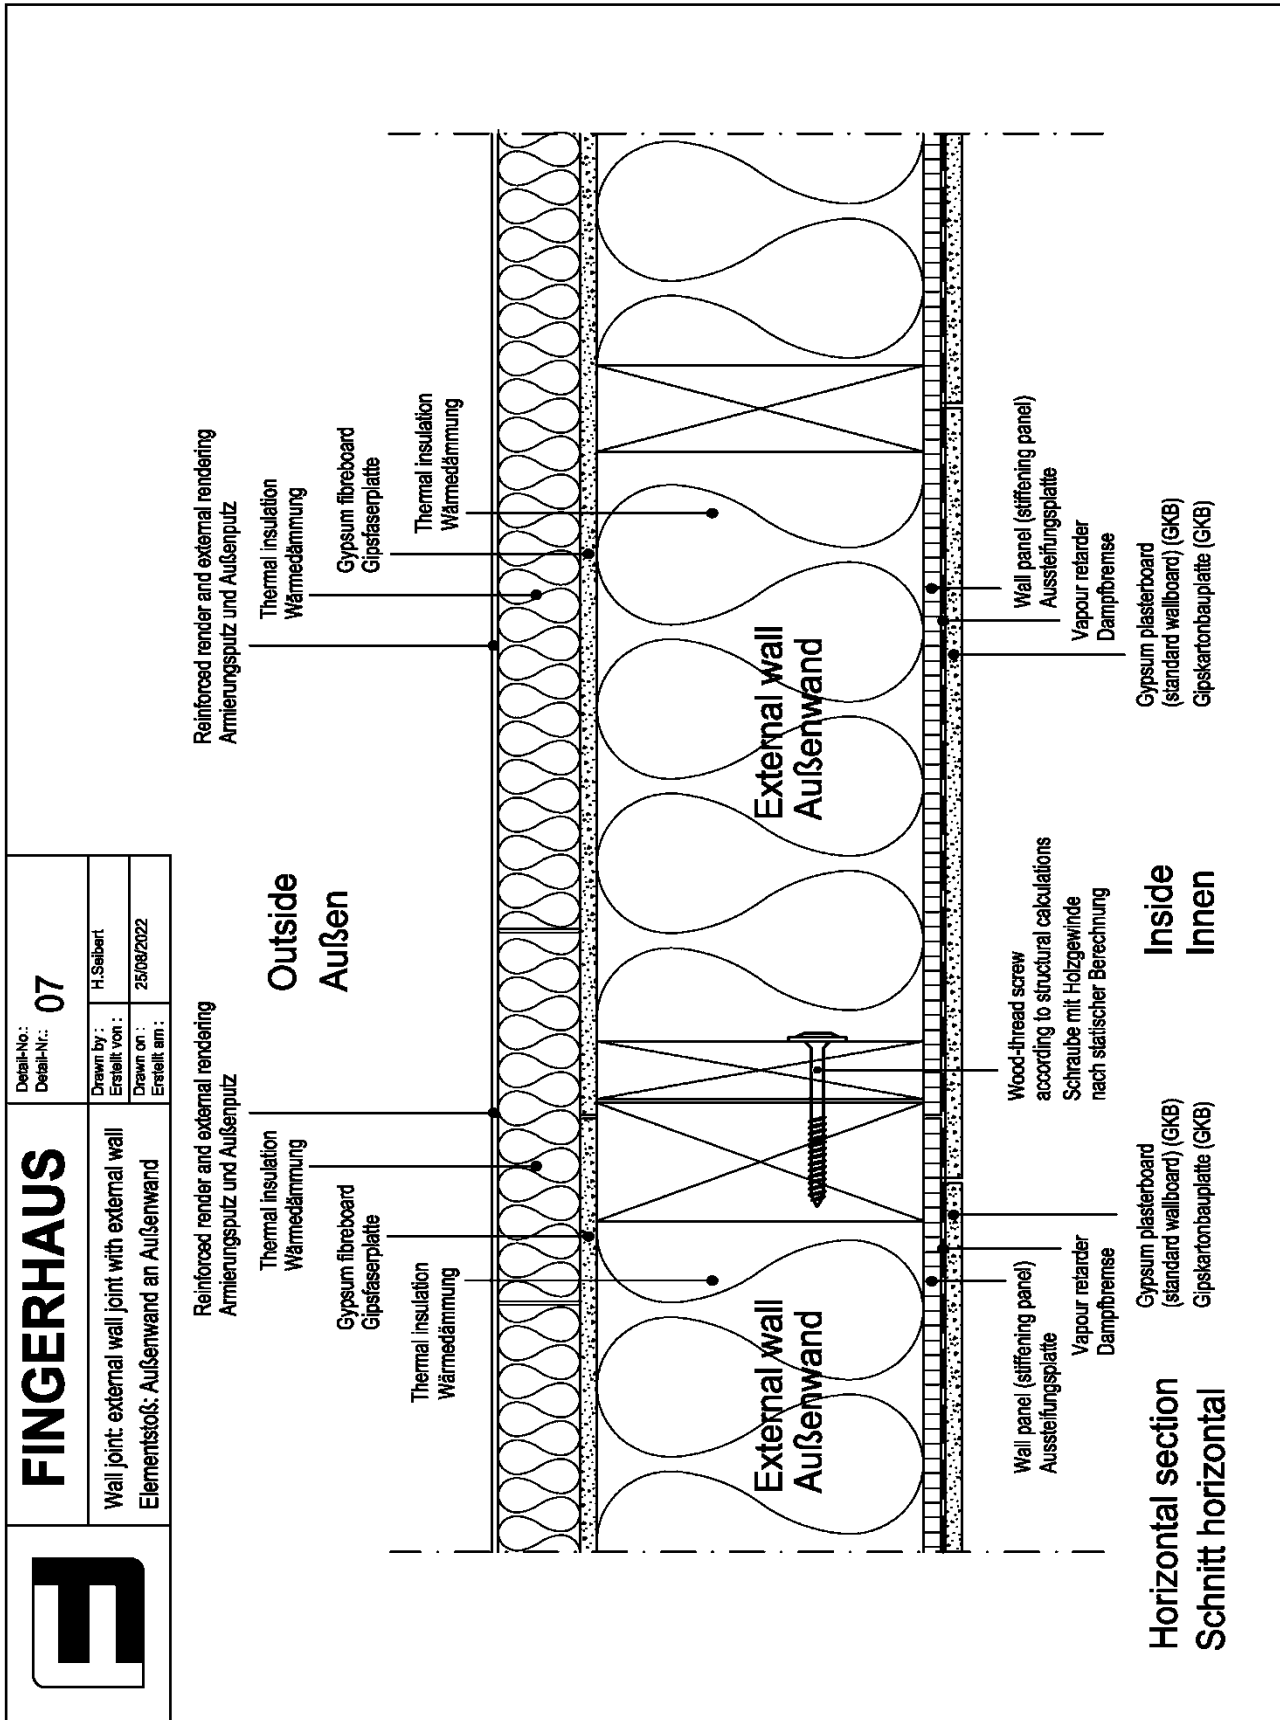 FINGERHAUS
Detail-No.:
Detail-Nr.: 07
Wall joint: external wall joint with external wall
Elementstoß: Außenwand an Außenwand
Drawn by :
Erstellt von :
H.Seibert
Drawn on :
Erstellt am :
25/08/2022
Outside
Außen
Reinforced render and external rendering
Armierungsputz und Außenputz
Thermal insulation
Wärmedämmung
Gypsum fibreboard
Gipsfaserplatte
Thermal insulation
Wärmedämmung
Reinforced render and external rendering
Armierungsputz und Außenputz
Thermal insulation
Wärmedämmung
Gypsum fibreboard
Gipsfaserplatte
Thermal insulation
Wärmedämmung
External wall
Außenwand
External wall
Außenwand
Wall panel (stiffening panel)
Aussteifungsplatte
Vapour retarder
Dampfbremse
Gypsum plasterboard
(standard wallboard) (GKB)
Gipskartonbauplatte (GKB)
Wood-thread screw
according to structural calculations
Schraube mit Holzgewinde
nach statischer Berechnung
Wall panel (stiffening panel)
Aussteifungsplatte
Vapour retarder
Dampfbremse
Gypsum plasterboard
(standard wallboard) (GKB)
Gipskartonbauplatte (GKB)
Inside
Innen
Horizontal section
Schnitt horizontal